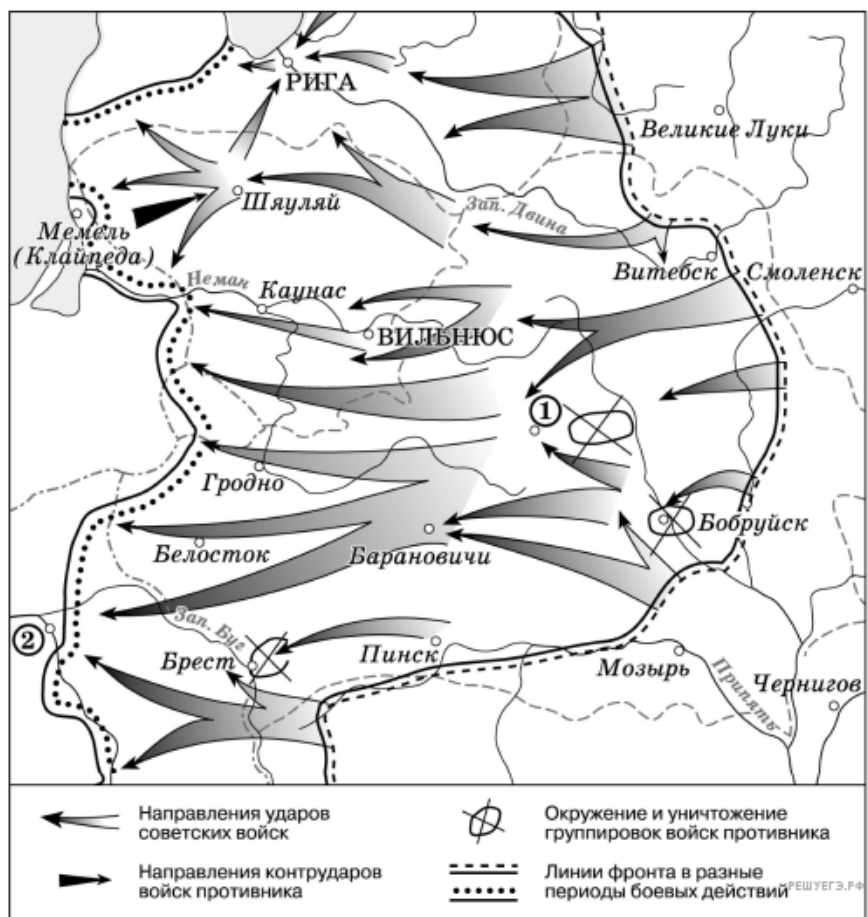 РИГА
Великие Луки
Шяуляй
Зап. Двина
Мемель
(Клайпеда)
Витебск
Смоленск
Неман
Каунас
ВИЛЬНЮС
1
Гродно
Бобруйск
Белосток
Барановичи
2
Зап. Буг
Брест
Пинск
Мозырь
Припять
Чернигов
Направления ударов
советских войск
Окружение и уничтожение
группировок войск противника
Направления контрударов
войск противника
Линии фронта в разные
периоды боевых действий
РЕШУЕГЭ.РФ